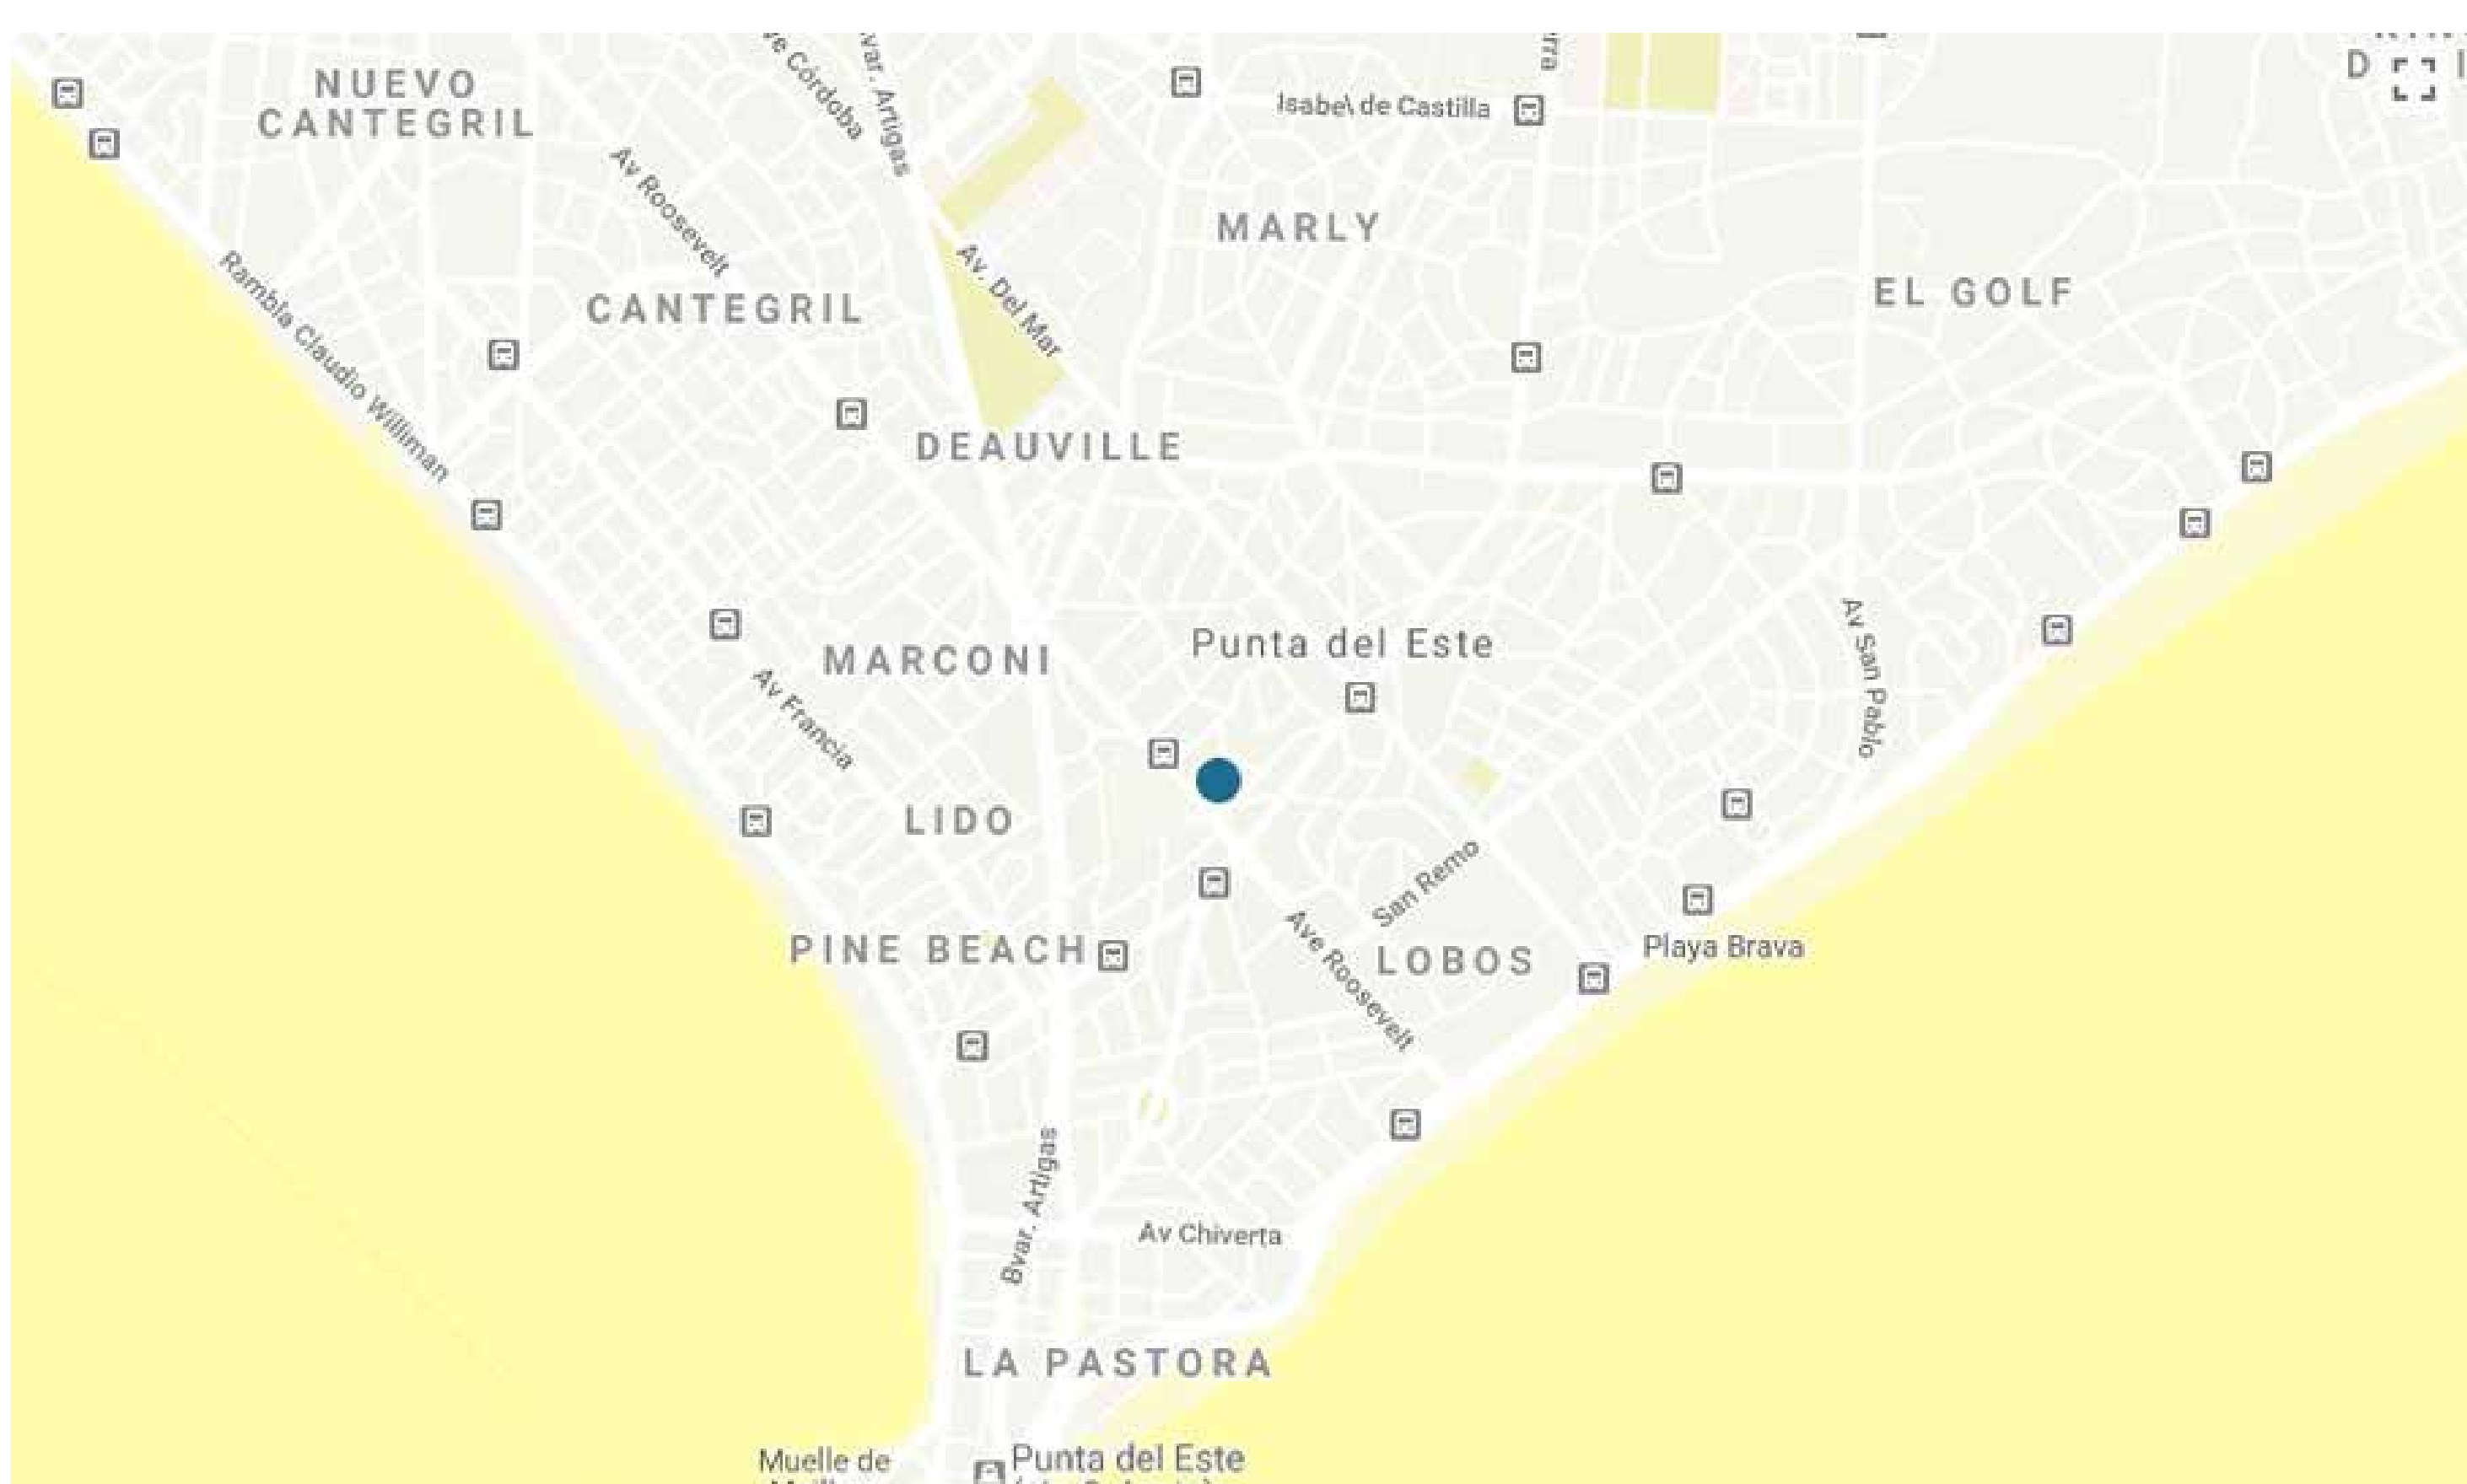 NUEVO
CANTEGRIL
Córdoba
Artigas
Isabel de Castilla
D
Av Roosevelt
MARLY
Av. Del Mar
EL GOLF
Rambla Claudio Williman
CANTEGRIL
DEAUVILLE
Punta del Este
MARCONI
Av San Pablo
Av Francia
LIDO
San Remo
PINE BEACH
Ave Roosevelt
LOBOS
Playa Brava
Bvar. Artigas
Av Chiverta
LA PASTORA
Muelle de
Punta del Este